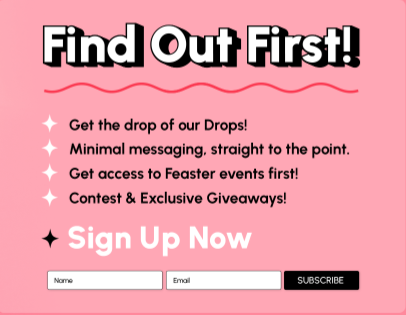 Find Out First!
Get the drop of our Drops!
Minimal messaging, straight to the point.
Get access to Feaster events first!
Contest & Exclusive Giveaways!
Sign Up Now
Name Email SUBSCRIBE